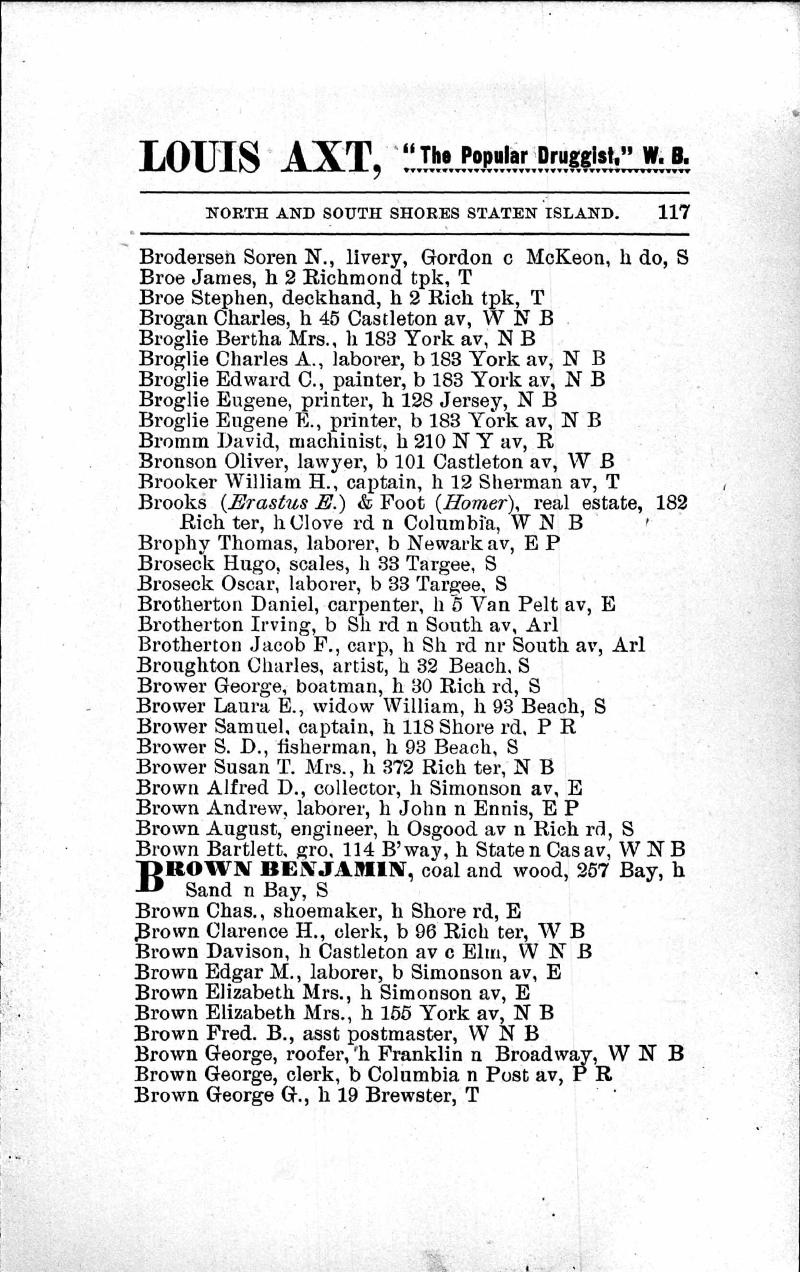 LOUIS AXT, "The Popular Druggist," W. B.
NORTH AND SOUTH SHORES STATEN ISLAND. 117
Brodersen Soren N., livery, Gordon c McKeon, h do, S
Broe James, h 2 Richmond tpk, T
Broe Stephen, deckhand, h 2 Rich tpk, T
Brogan Charles, h 45 Castleton av, W N B
Broglie Bertha Mrs., h 183 York av, N B
Broglie Charles A., laborer, b 183 York av, N B
Broglie Edward C., painter, b 183 York av, N B
Broglie Eugene, printer, h 128 Jersey, N B
Broglie Eugene E., printer, b 183 York av, N B
Bromm David, machinist, h 210 N Y av, R
Bronson Oliver, lawyer, b 101 Castleton av, W B
Brooker William H., captain, h 12 Sherman av, T
Brooks (Erastus E.) & Foot (Homer), real estate, 182
Rich ter, h Clove rd n Columbia, W N B
Brophy Thomas, laborer, b Newark av, E P
Broseck Hugo, scales, h 33 Targee, S
Broseck Oscar, laborer, b 33 Targee, S
Brotherton Daniel, carpenter, h 5 Van Pelt av, E
Brotherton Irving, b Sh rd n South av, Arl
Brotherton Jacob F., carp, h Sh rd nr South av, Arl
Broughton Charles, artist, h 32 Beach, S
Brower George, boatman, h 30 Rich rd, S
Brower Laura E., widow William, h 93 Beach, S
Brower Samuel, captain, h 118 Shore rd, P R
Brower S. D., fisherman, h 93 Beach, S
Brower Susan T. Mrs., h 372 Rich ter, N B
Brown Alfred D., collector, h Simonson av, E
Brown Andrew, laborer, h John n Ennis, E P
Brown August, engineer, h Osgood av n Rich rd, S
Brown Bartlett, gro, 114 B'way, h State n Cas av, W N B
BROWN BENJAMIN, coal and wood, 257 Bay, h
Sand n Bay, S
Brown Chas., shoemaker, h Shore rd, E
Brown Clarence H., clerk, b 96 Rich ter, W B
Brown Davison, h Castleton av c Elm, W N B
Brown Edgar M., laborer, b Simonson av, E
Brown Elizabeth Mrs., h Simonson av, E
Brown Elizabeth Mrs., h 155 York av, N B
Brown Fred. B., asst postmaster, W N B
Brown George, roofer, h Franklin n Broadway, W N B
Brown George, clerk, b Columbia n Post av, P R
Brown George G., h 19 Brewster, T